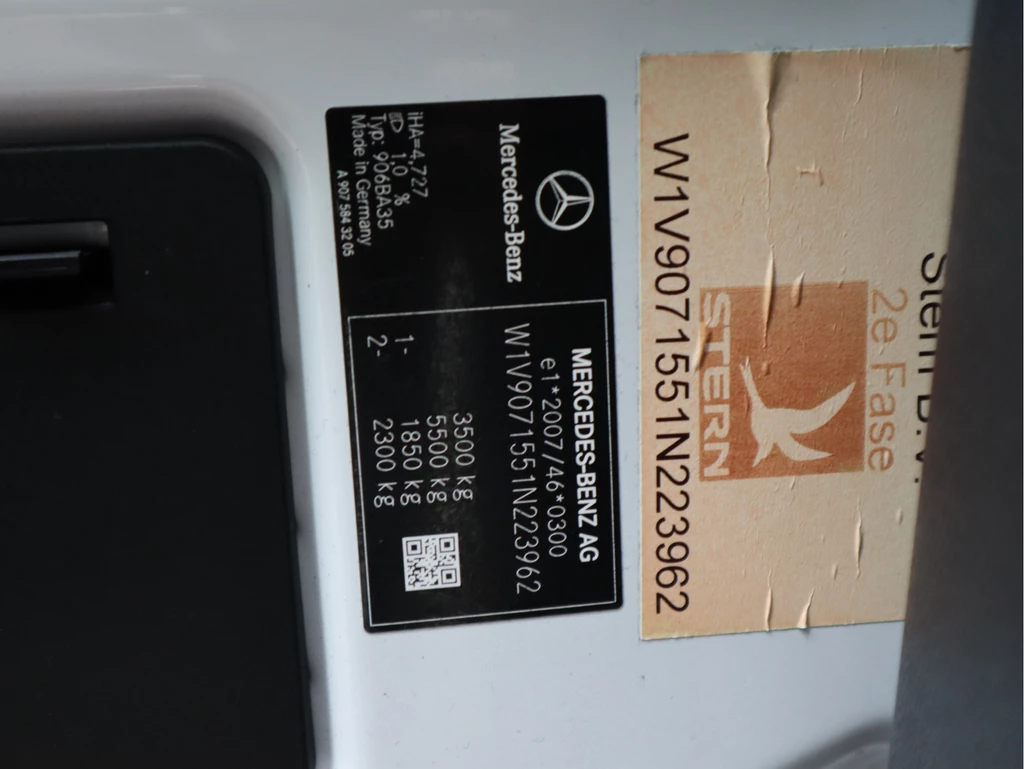 Mercedes-Benz
iHA=4,727
1,0 %
Typ: 906BA35
Made in Germany
A 907 584 32 05
MERCEDES-BENZ AG
e1*2007/46*0300
W1V9071551N223962
3500 kg
5500 kg
1- 1850 kg
2- 2300 kg
Stern B.V.
2e Fase
STERN
W1V9071551N223962